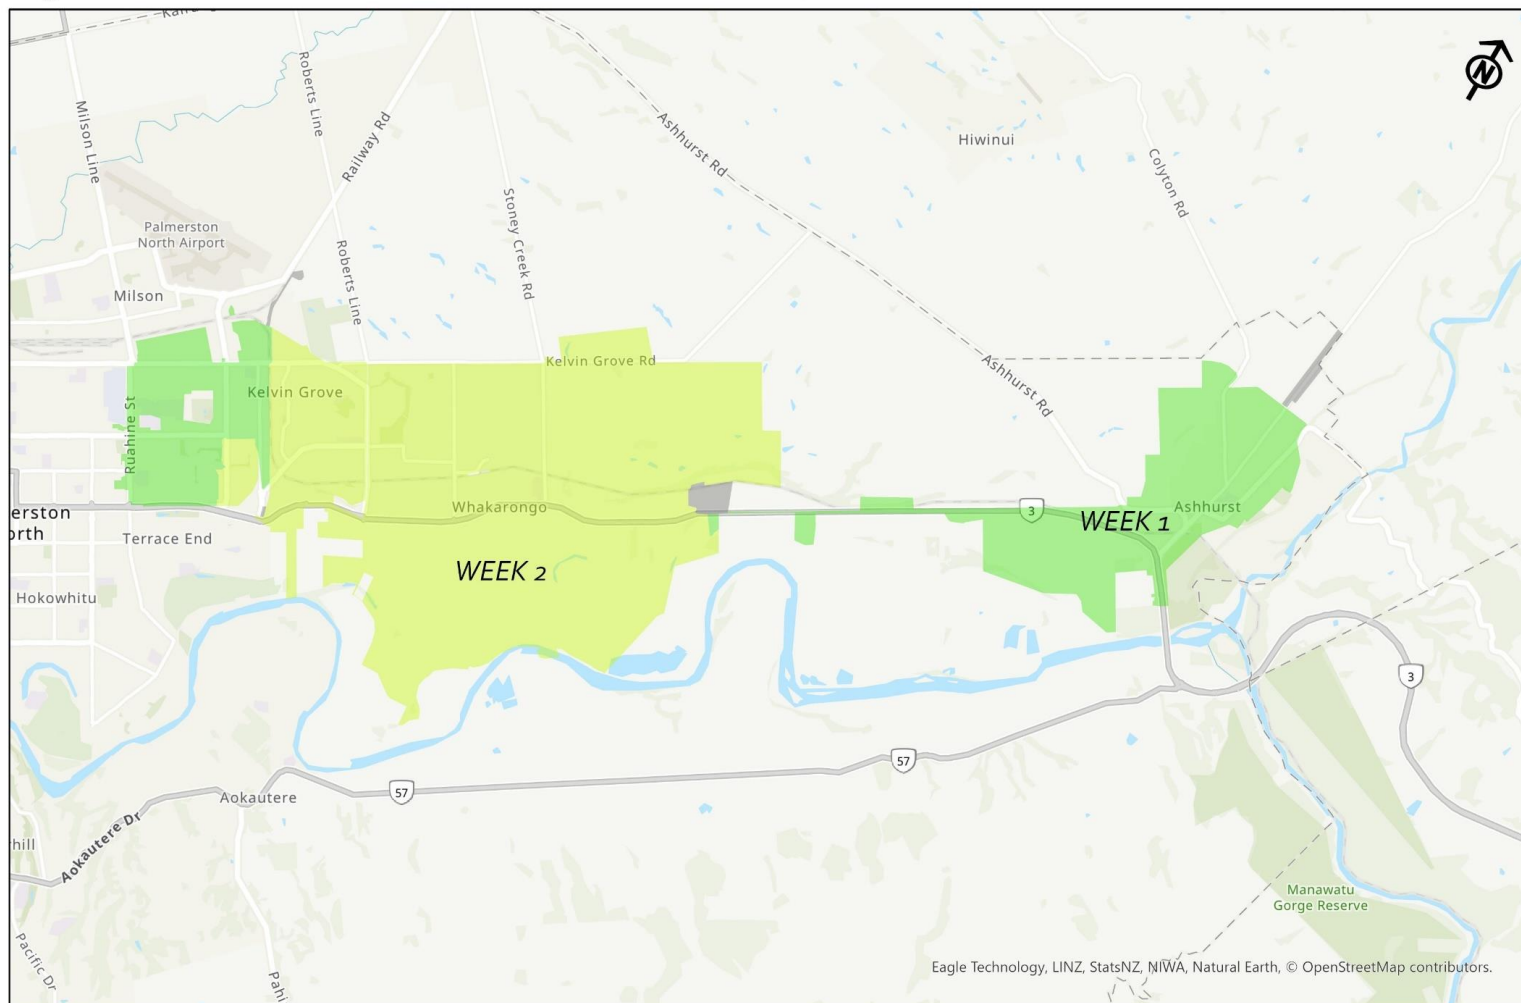 Milson Line
Roberts Line
Railway Rd
Ashhurst Rd
Hiwinui
Colyton Rd
N
Palmerston
North Airport
Stoney Creek Rd
Roberts Line
Milson
Kelvin Grove Rd
Ashhurst Rd
Kelvin Grove
Ruahine St
Whakarongo
3
Ashhurst
WEEK 1
erston
orth
Terrace End
WEEK 2
Hokowhitu
3
57
57
Aokautere
Aokautere Dr
rhill
Manawatu
Gorge Reserve
Pacific Dr
Pahi
Eagle Technology, LINZ, StatsNZ, NIWA, Natural Earth, © OpenStreetMap contributors.